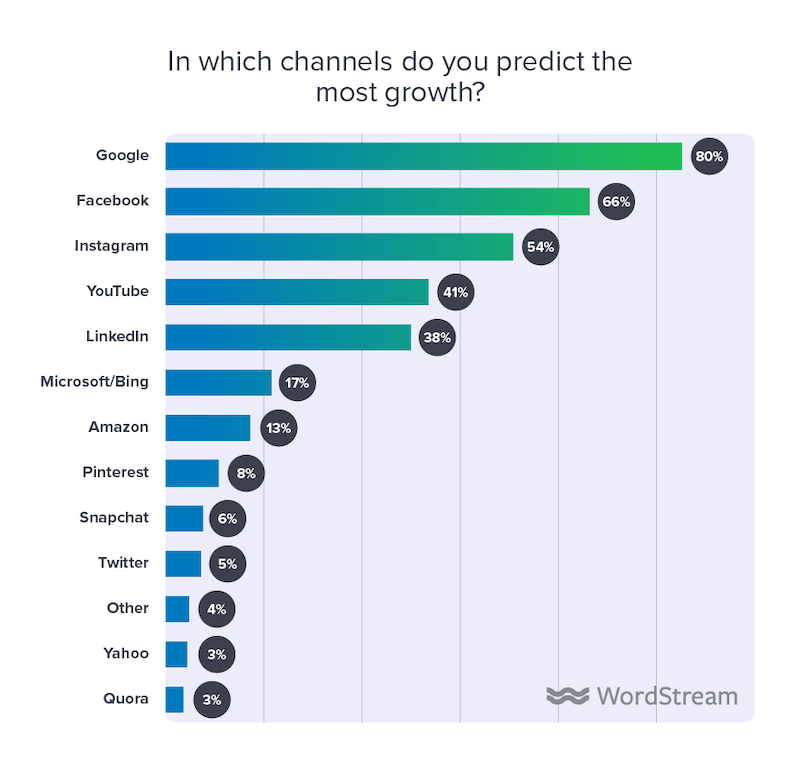 In which channels do you predict the
most growth?
Google 80%
Facebook 66%
Instagram 54%
YouTube 41%
LinkedIn 38%
Microsoft/Bing 17%
Amazon 13%
Pinterest 8%
Snapchat 6%
Twitter 5%
Other 4%
Yahoo 3%
Quora 3%
WordStream